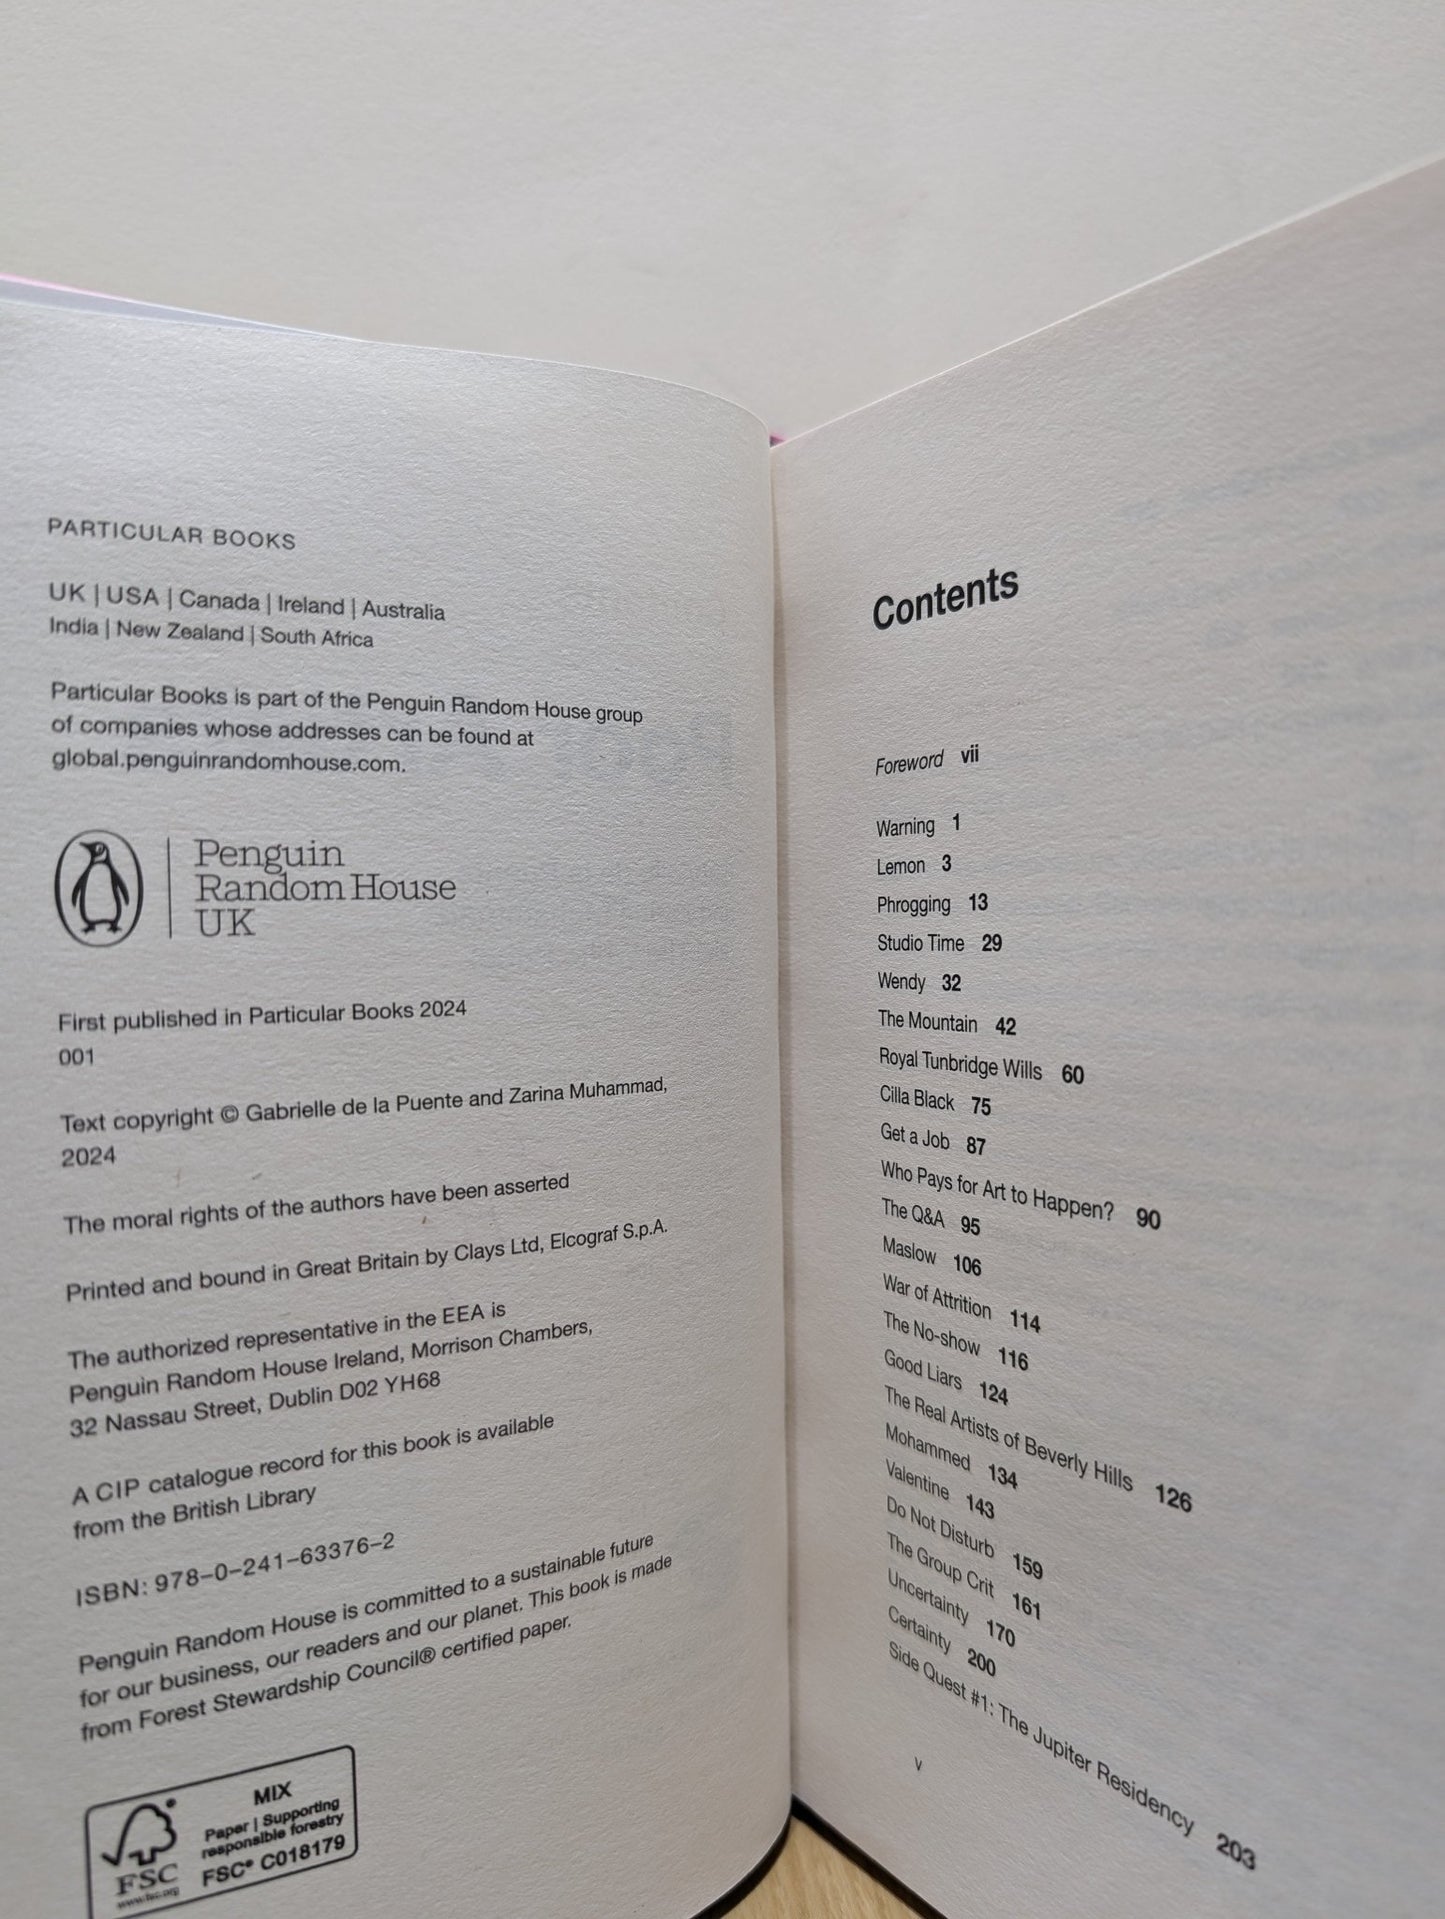 PARTICULAR BOOKS
UK | USA | Canada | Ireland | Australia
India | New Zealand | South Africa
Particular Books is part of the Penguin Random House group
of companies whose addresses can be found at
global.penguinrandomhouse.com.
Penguin
Random House
UK
First published in Particular Books 2024
001
Text copyright © Gabrielle de la Puente and Zarina Muhammad,
2024
The moral rights of the authors have been asserted
Printed and bound in Great Britain by Clays Ltd, Elcograf S.p.A.
The authorized representative in the EEA is
Penguin Random House Ireland, Morrison Chambers,
32 Nassau Street, Dublin D02 YH68
A CIP catalogue record for this book is available
from the British Library
ISBN: 978–0–241–63376–2
Penguin Random House is committed to a sustainable future
for our business, our readers and our planet. This book is made
from Forest Stewardship Council® certified paper.
MIX
Paper | Supporting
responsible forestry
FSC® C018179
FSC
www.fsc.org
Contents
Foreword vii
Warning 1
Lemon 3
Phrogging 13
Studio Time 29
Wendy 32
The Mountain 42
Royal Tunbridge Wills 60
Cilla Black 75
Get a Job 87
Who Pays for Art to Happen? 90
The Q&A 95
Maslow 106
War of Attrition 114
The No-show 116
Good Liars 124
The Real Artists of Beverly Hills 126
Mohammed 134
Valentine 143
Do Not Disturb 159
The Group Crit 161
Uncertainty 170
Certainty 200
Side Quest #1: The Jupiter Residency 203
v